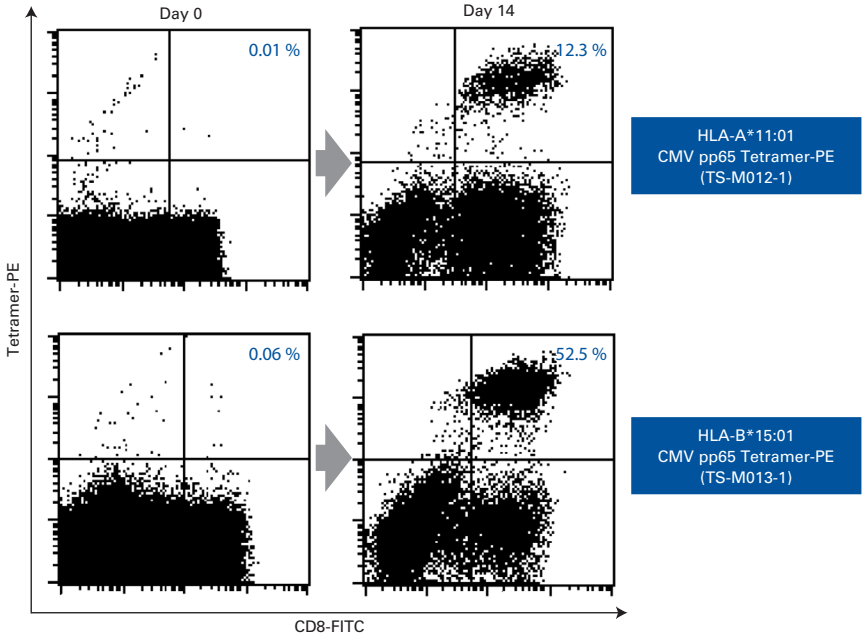 Day 0
Day 14
0.01 %
12.3 %
HLA-A*11:01
CMV pp65 Tetramer-PE
(TS-M012-1)
Tetramer-PE
0.06 %
52.5 %
HLA-B*15:01
CMV pp65 Tetramer-PE
(TS-M013-1)
CD8-FITC